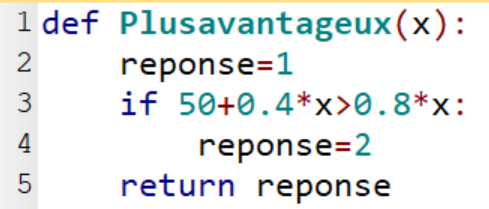 1 def Plusavantageux(x):
2     reponse=1
3     if 50+0.4*x>0.8*x:
4         reponse=2
5     return reponse